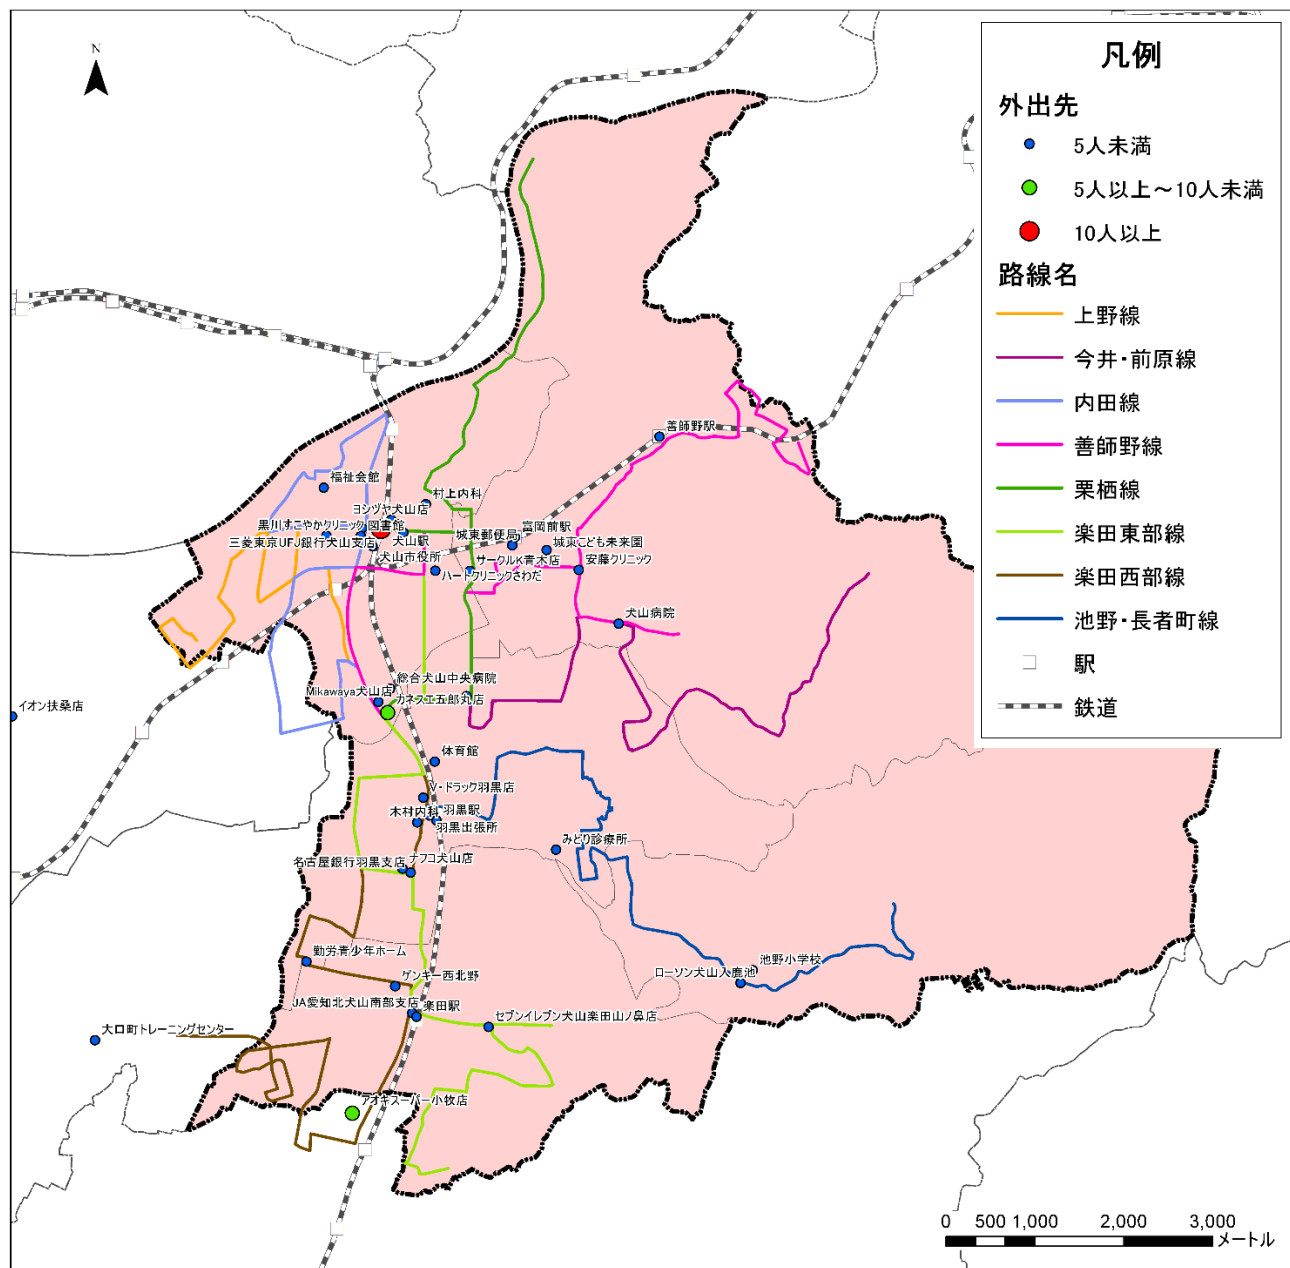 N
凡例
外出先
5人未満
5人以上～10人未満
10人以上
路線名
上野線
今井・前原線
内田線
善師野線
栗栖線
楽田東部線
楽田西部線
池野・長者町線
駅
鉄道
善師野駅
福祉会館
村上内科
ヨシヅヤ犬山店
黒川すこやかクリニック
図書館
三菱東京UFJ銀行犬山支店
犬山駅
城東郵便局
富岡前駅
城東こども未来園
犬山市役所
サークルK青木店
安藤クリニック
ハートクリニックさわだ
犬山病院
総合犬山中央病院
Mikawaya犬山店
カネスエ五郎丸店
イオン扶桑店
体育館
V・ドラック羽黒店
木村内科
羽黒駅
羽黒出張所
みどり診療所
名古屋銀行羽黒支店
ナフコ犬山店
勤労青少年ホーム
池野小学校
ゲンキー西北野
ローソン犬山入鹿池
JA愛知北犬山南部支店
楽田駅
セブンイレブン犬山楽田山ノ鼻店
大口町トレーニングセンター
アオキスーパー小牧店
0 500 1,000 2,000 3,000
メートル